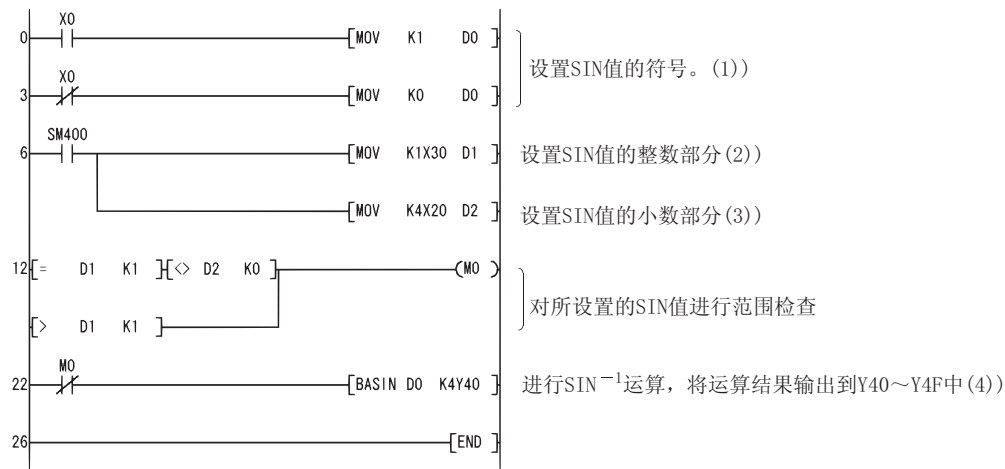 X0
0 [MOV K1 D0 ]
设置SIN值的符号。(1))
X0
3 [MOV K0 D0 ]
SM400
6 [MOV K1X30 D1 ] 设置SIN值的整数部分(2))
[MOV K4X20 D2 ] 设置SIN值的小数部分(3))
12 [= D1 K1 ] [<> D2 K0 ] (M0 )
对所设置的SIN值进行范围检查
[> D1 K1 ]
M0
22 [BASIN D0 K4Y40 ] 进行SIN⁻¹运算，将运算结果输出到Y40～Y4F中(4))
26 [END ]